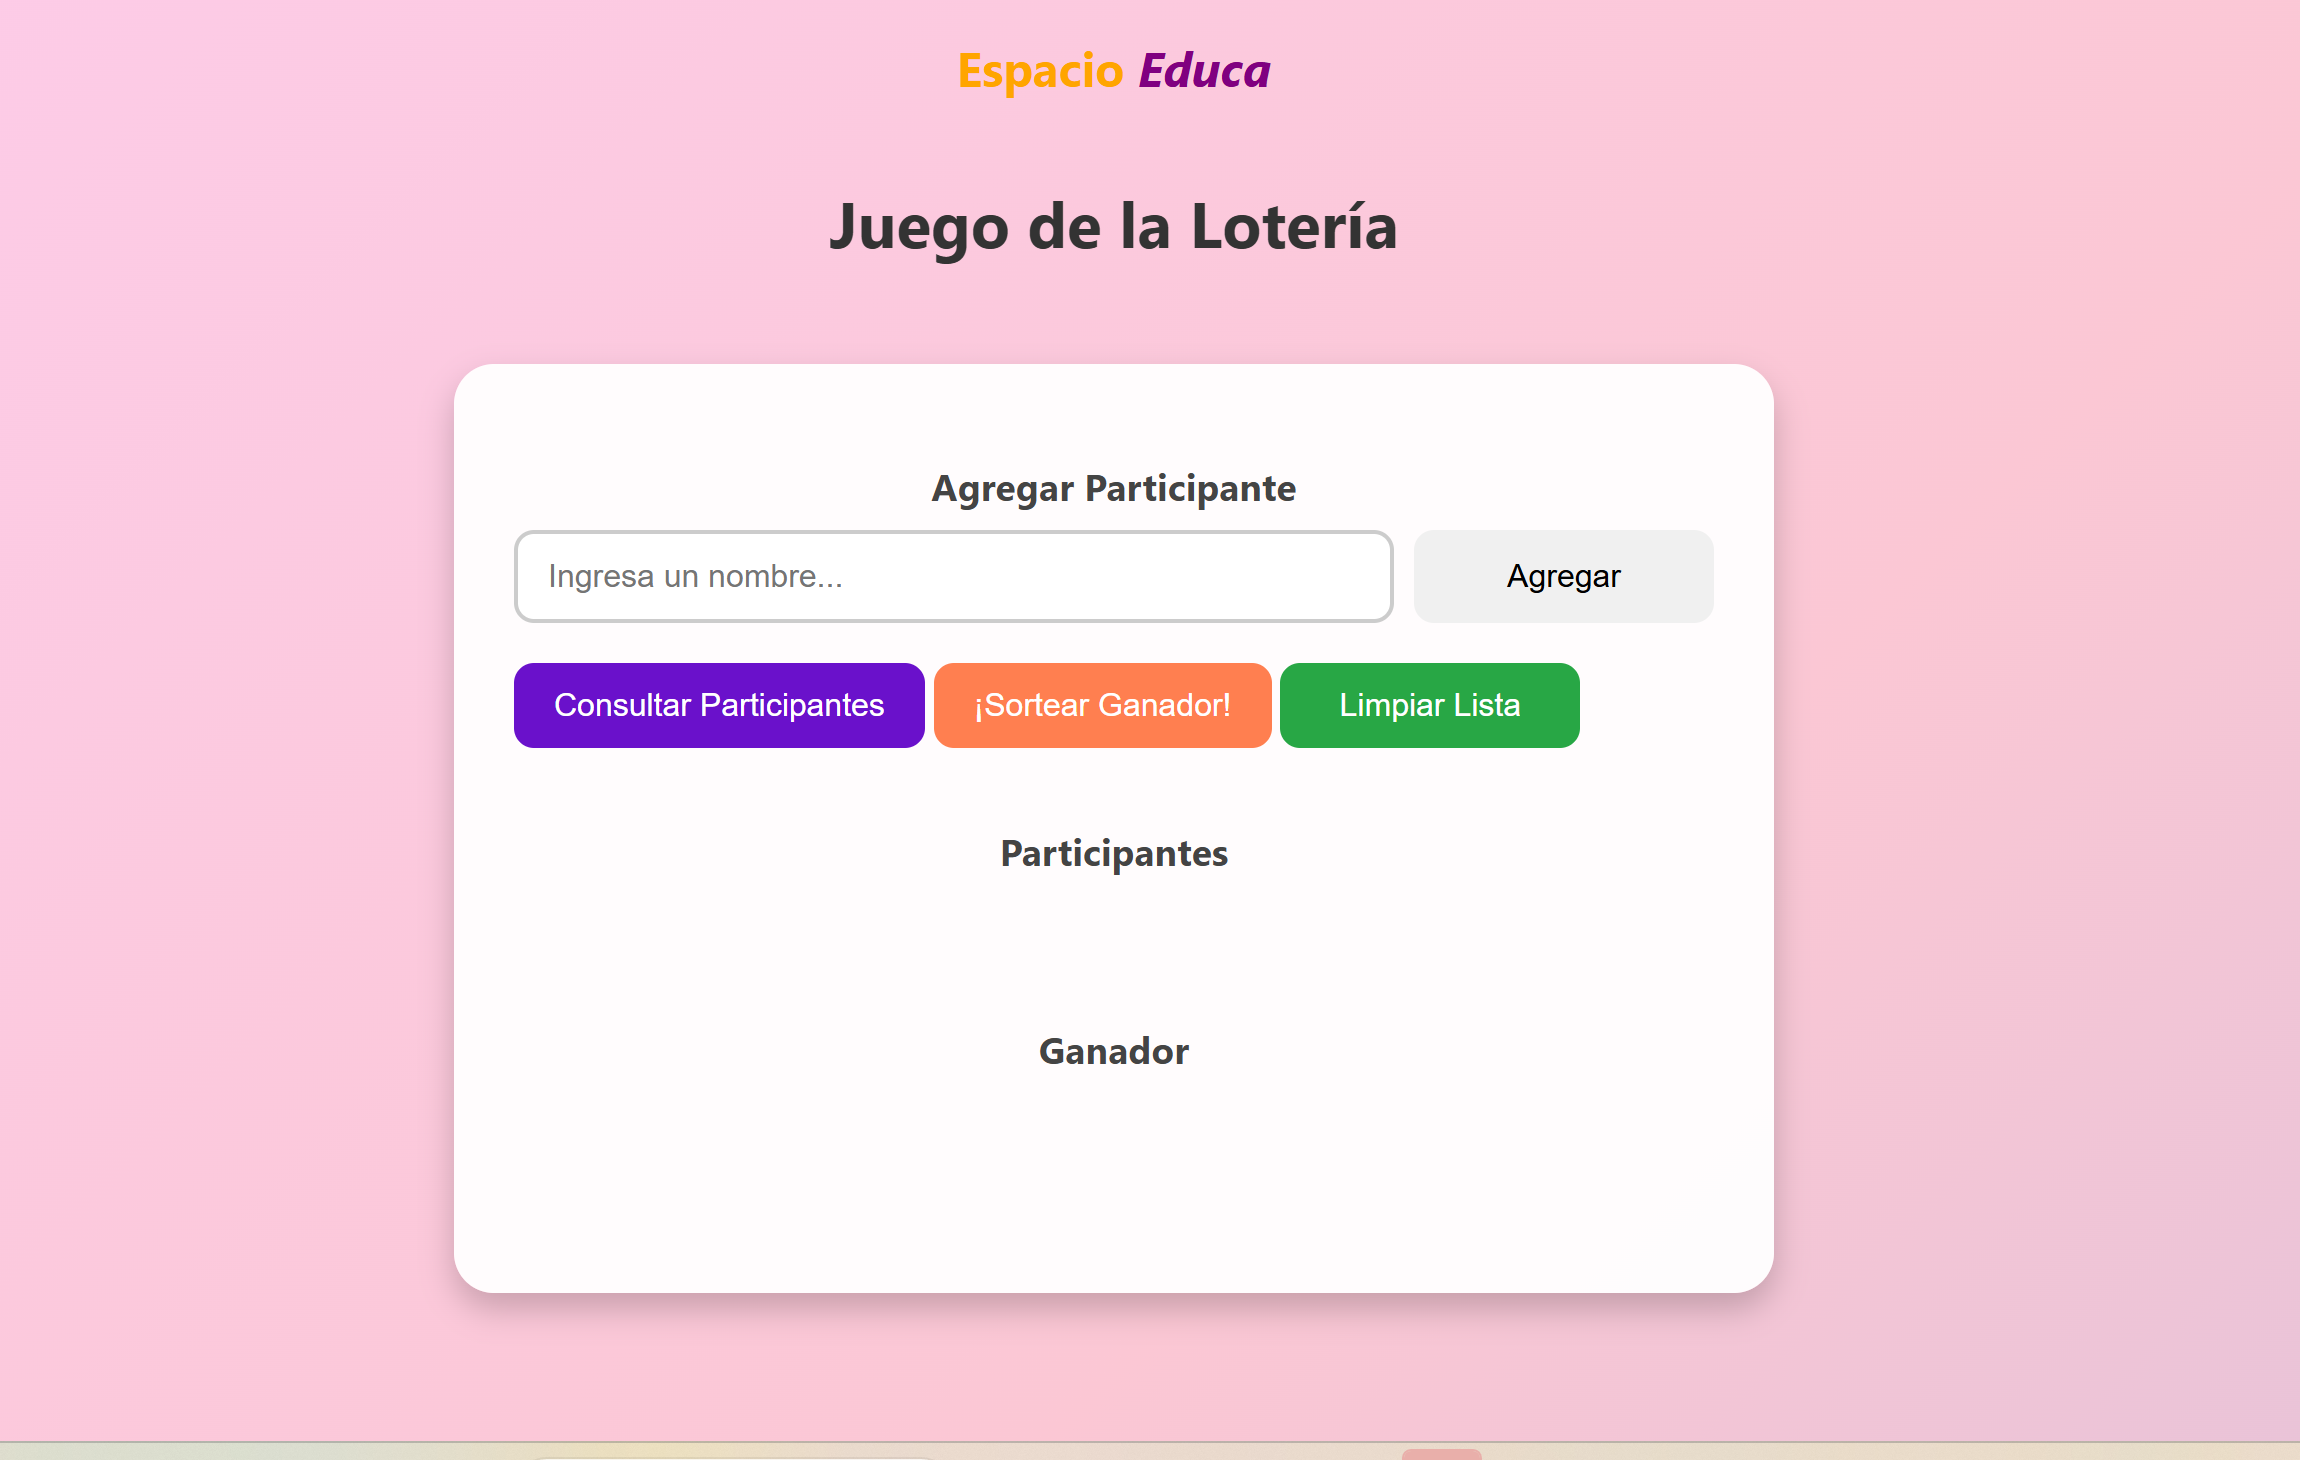 Espacio Educa
Juego de la Lotería
Agregar Participante
Ingresa un nombre...
Agregar
Consultar Participantes
¡Sortear Ganador!
Limpiar Lista
Participantes
Ganador